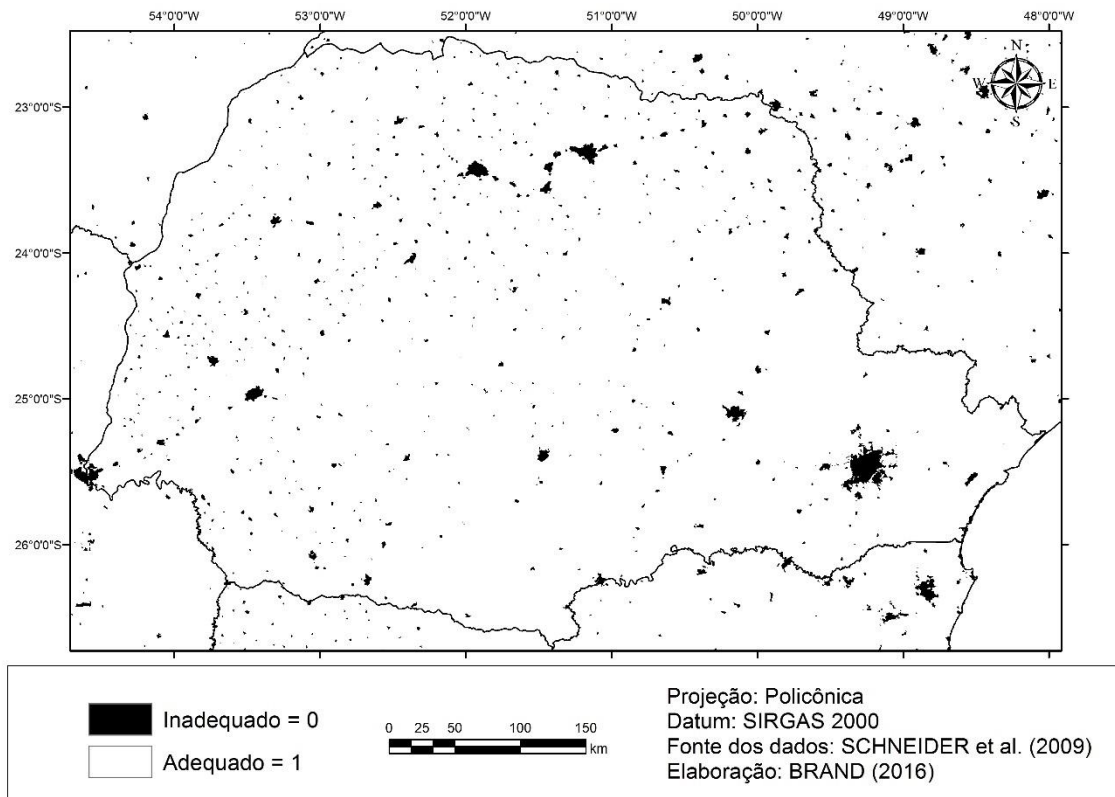 54°0'0"W 53°0'0"W 52°0'0"W 51°0'0"W 50°0'0"W 49°0'0"W 48°0'0"W
N
W E
S
23°0'0"S
24°0'0"S
25°0'0"S
26°0'0"S
Inadequado = 0
Adequado = 1
0 25 50 100 150
km
Projeção: Policônica
Datum: SIRGAS 2000
Fonte dos dados: SCHNEIDER et al. (2009)
Elaboração: BRAND (2016)